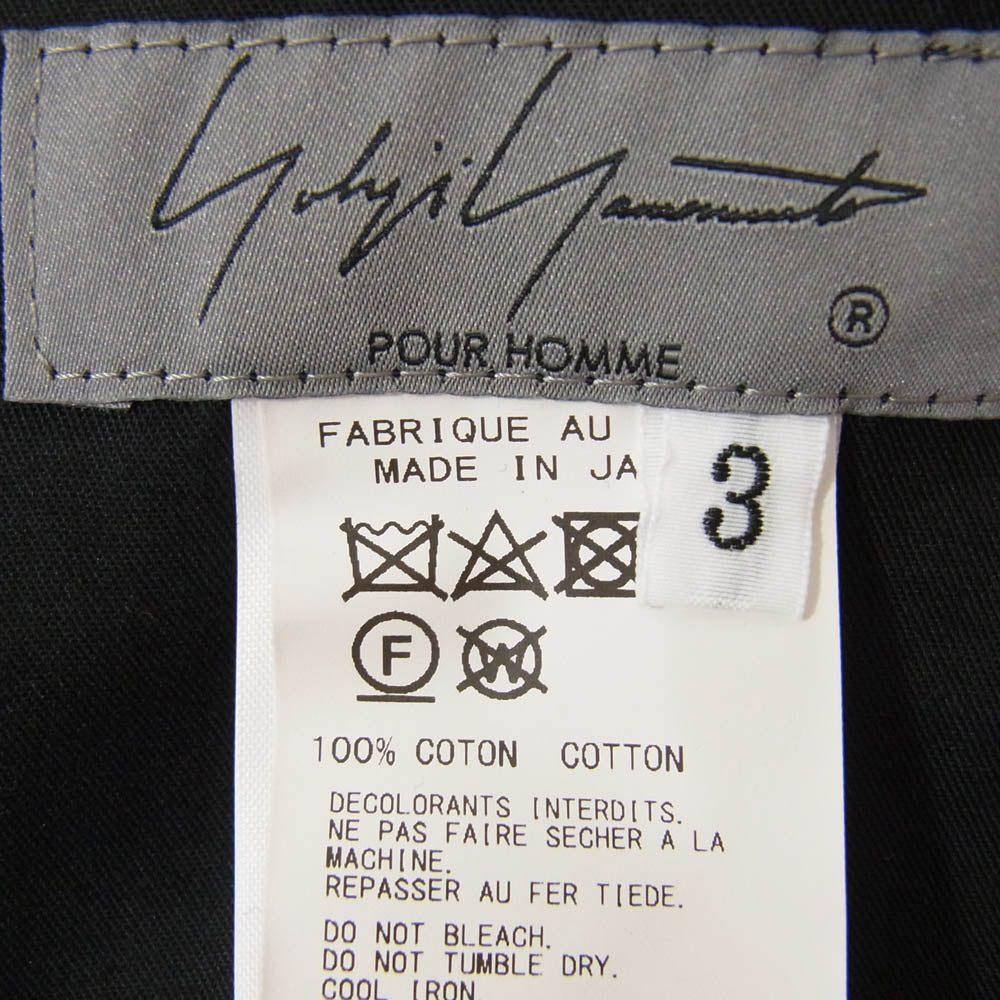 Yohji Yamamoto
®
POUR HOMME
FABRIQUE AU
MADE IN JA
3
F
W
100% COTON COTTON
DECOLORANTS INTERDITS.
NE PAS FAIRE SECHER A LA
MACHINE.
REPASSER AU FER TIEDE.
DO NOT BLEACH.
DO NOT TUMBLE DRY.
COOL IRON.